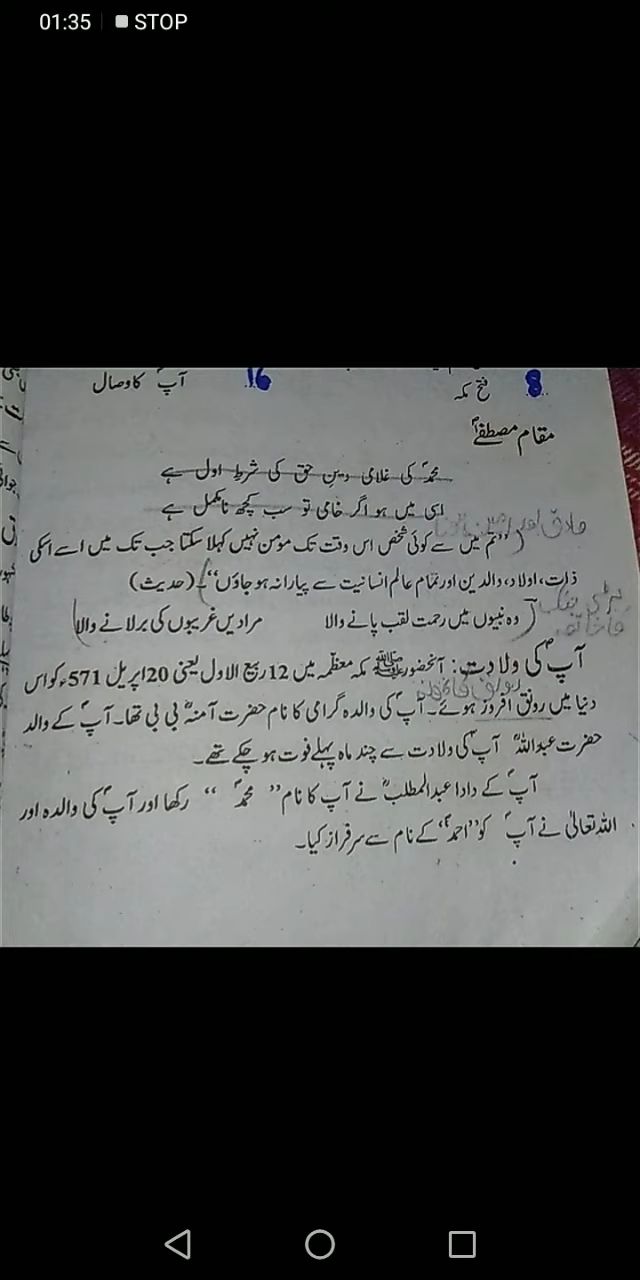 01:35 STOP
8 فتح مکہ 16 آپؐ کا وصال
مقام مصطفےٰؐ
محمدؐ کی غلامی دین حق کی شرط اول ہے
اسی میں ہو اگر خامی تو سب کچھ نامکمل ہے
("تم میں سے کوئی شخص اس وقت تک مومن نہیں کہلا سکتا جب تک میں اسے اسکی
ذات، اولاد، والدین اور تمام عالم انسانیت سے پیارا نہ ہو جاؤں"۔ (حدیث)
وہ نبیوں میں رحمت لقب پانے والا مرادیں غریبوں کی بر لانے والا
آپؐ کی ولادت: آنحضور ﷺ مکہ معظمہ میں 12 ربیع الاول یعنی 20 اپریل 571ء کو اس
دنیا میں رونق افروز ہوئے۔ آپؐ کی والدہ گرامی کا نام حضرت آمنہؓ بی بی تھا۔ آپؐ کے والد
حضرت عبداللہؓ آپؐ کی ولادت سے چند ماہ پہلے فوت ہو چکے تھے۔
آپؐ کے دادا عبدالمطلبؓ نے آپ کا نام "محمدؐ" رکھا اور آپؐ کی والدہ اور
اللہ تعالیٰ نے آپؐ کو "احمدؐ" کے نام سے سرفراز کیا۔